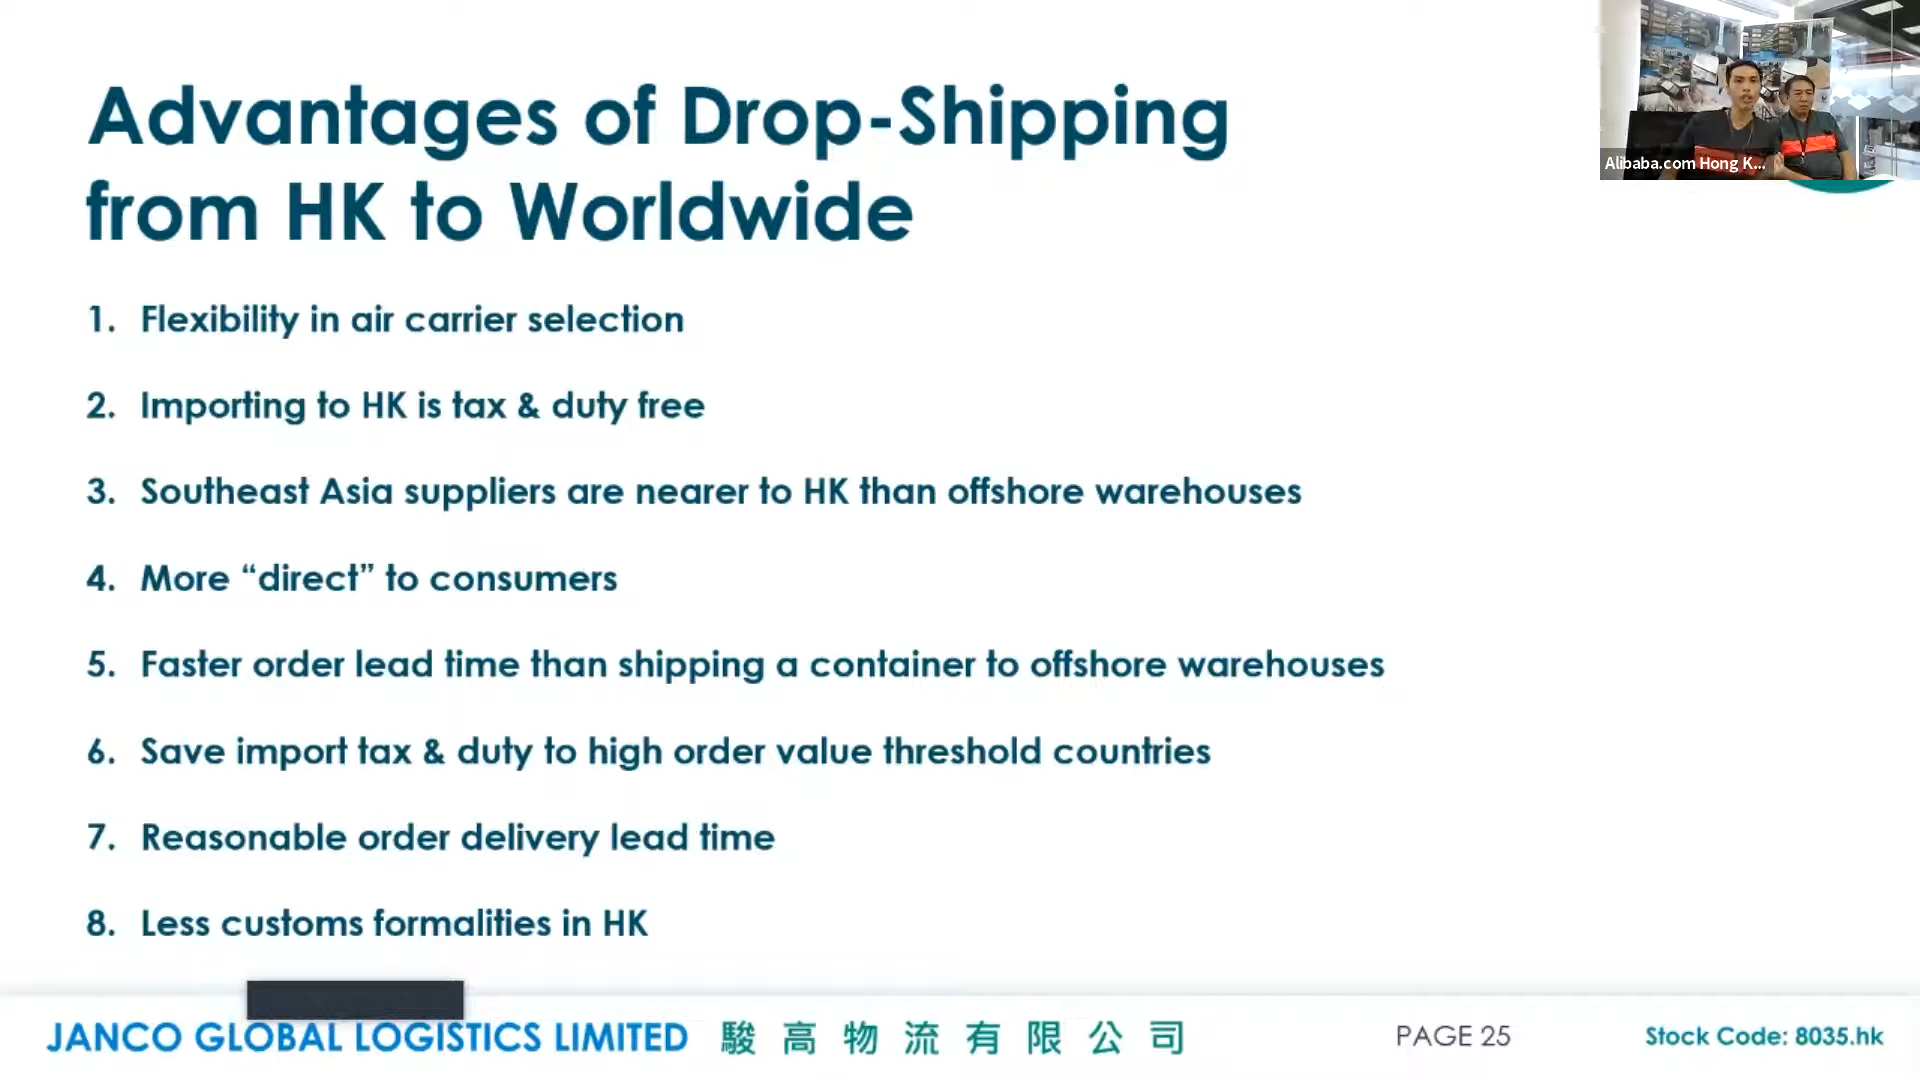 Advantages of Drop-Shipping
from HK to Worldwide
1. Flexibility in air carrier selection
2. Importing to HK is tax & duty free
3. Southeast Asia suppliers are nearer to HK than offshore warehouses
4. More “direct” to consumers
5. Faster order lead time than shipping a container to offshore warehouses
6. Save import tax & duty to high order value threshold countries
7. Reasonable order delivery lead time
8. Less customs formalities in HK
Alibaba.com Hong K...
JANCO GLOBAL LOGISTICS LIMITED 駿高物流有限公司 PAGE 25 Stock Code: 8035.hk